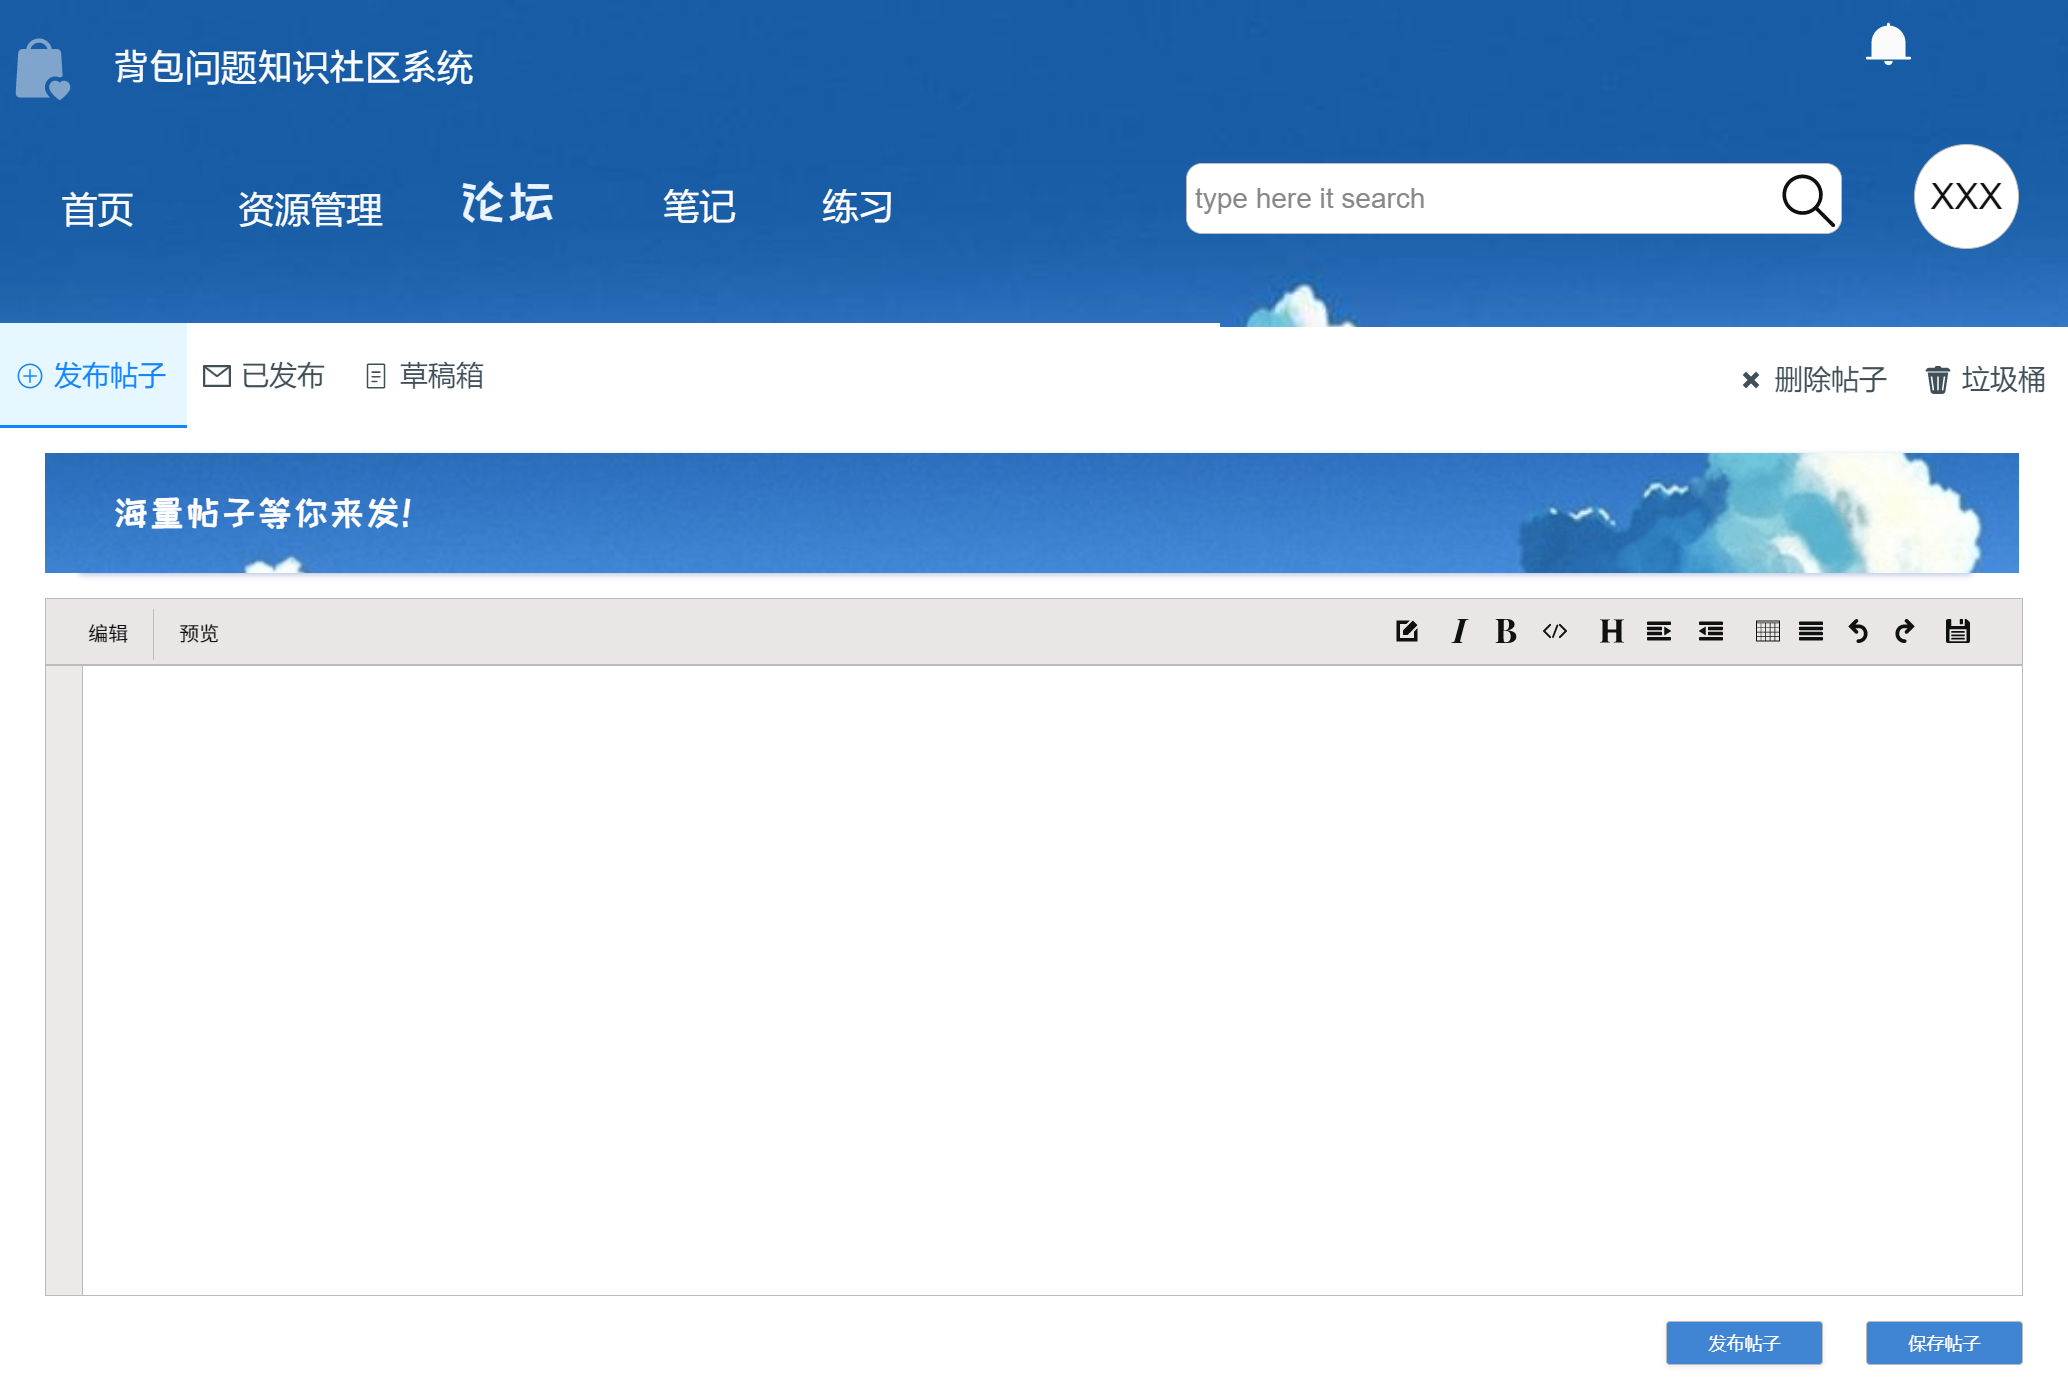 背包问题知识社区系统
首页 资源管理 论坛 笔记 练习 type here it search XXX
发布帖子 已发布 草稿箱 删除帖子 垃圾桶
海量帖子等你来发!
编辑 预览 I B </> H
发布帖子 保存帖子